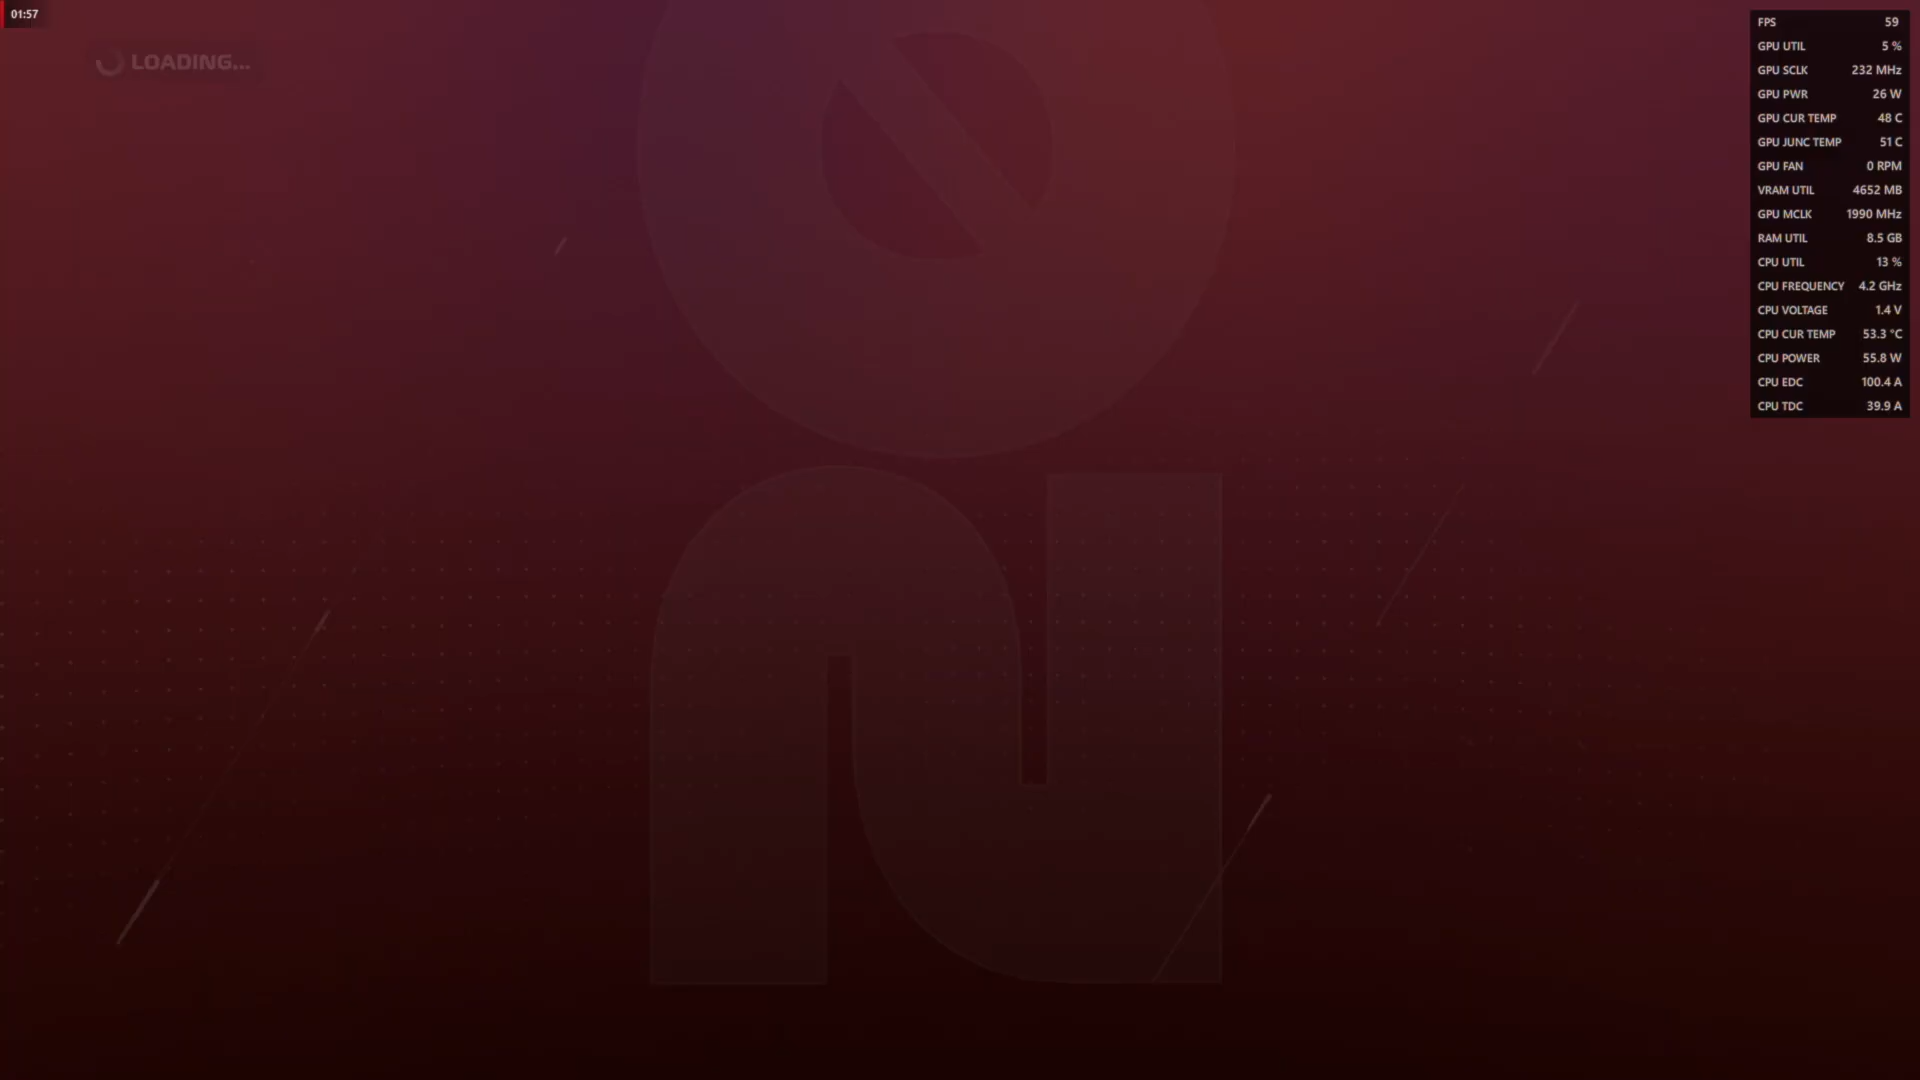 01:57
LOADING...
FPS 59
GPU UTIL 5 %
GPU SCLK 232 MHz
GPU PWR 26 W
GPU CUR TEMP 48 C
GPU JUNC TEMP 51 C
GPU FAN 0 RPM
VRAM UTIL 4652 MB
GPU MCLK 1990 MHz
RAM UTIL 8.5 GB
CPU UTIL 13 %
CPU FREQUENCY 4.2 GHz
CPU VOLTAGE 1.4 V
CPU CUR TEMP 53.3 °C
CPU POWER 55.8 W
CPU EDC 100.4 A
CPU TDC 39.9 A